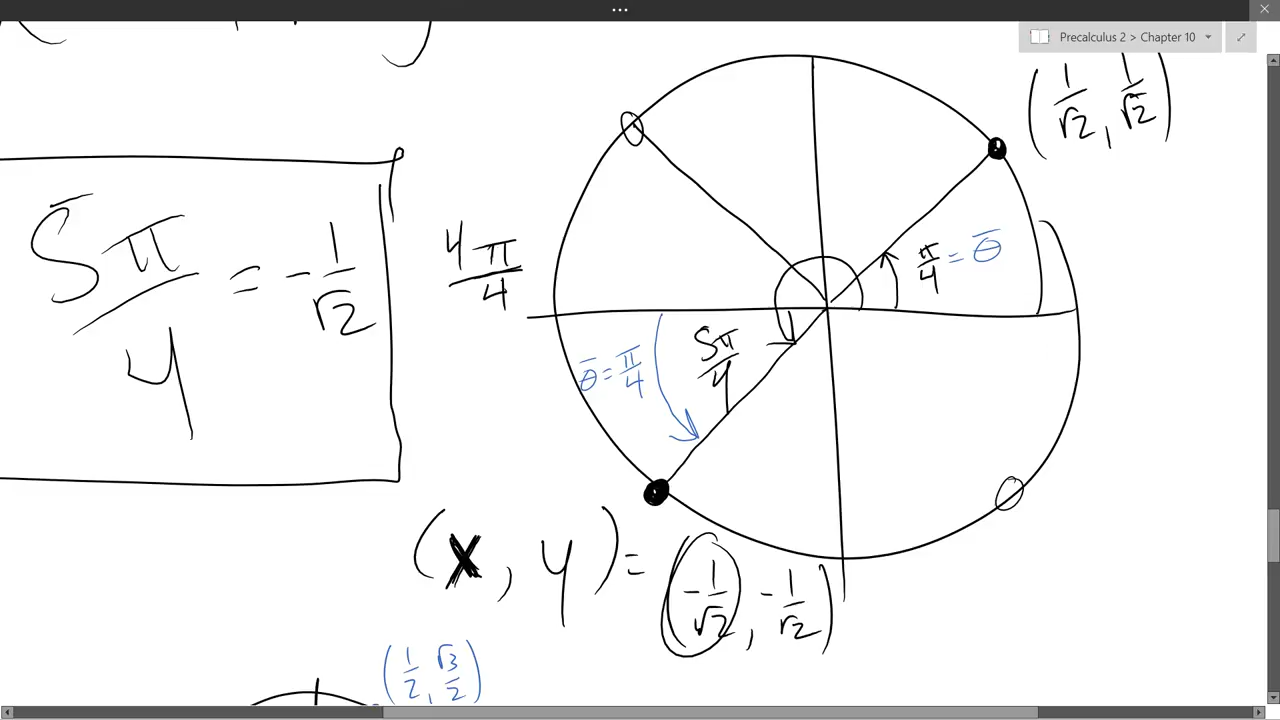 Precalculus 2 > Chapter 10
(1/√2, 1/√2)
5π/4 = -1/√2
4π/4
π/4 = θ̄
θ̄ = π/4
5π/4
(x, y) = (-1/√2, -1/√2)
(1/2, √3/2)